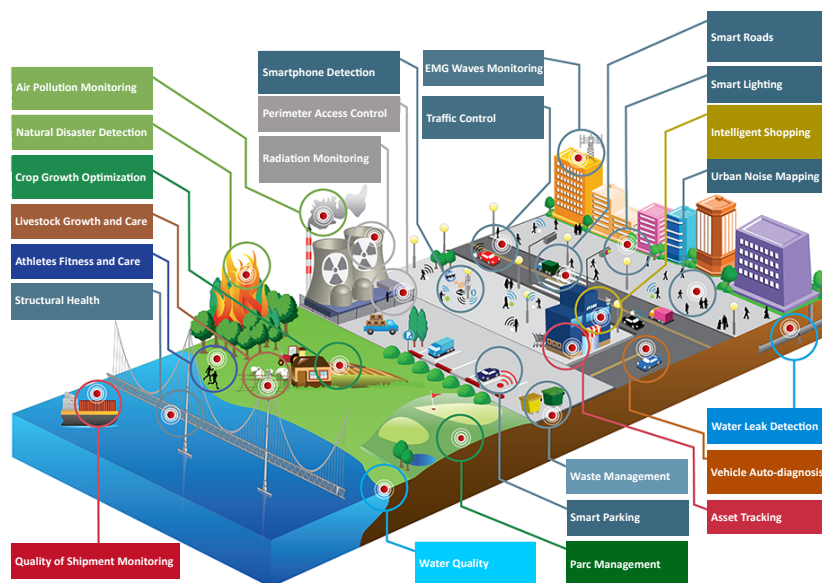 Smart Roads
Smartphone Detection
EMG Waves Monitoring
Air Pollution Monitoring
Smart Lighting
Perimeter Access Control
Traffic Control
Natural Disaster Detection
Intelligent Shopping
Radiation Monitoring
Crop Growth Optimization
Urban Noise Mapping
Livestock Growth and Care
Athletes Fitness and Care
Structural Health
Water Leak Detection
Waste Management
Vehicle Auto-diagnosis
Smart Parking
Asset Tracking
Quality of Shipment Monitoring
Water Quality
Parc Management